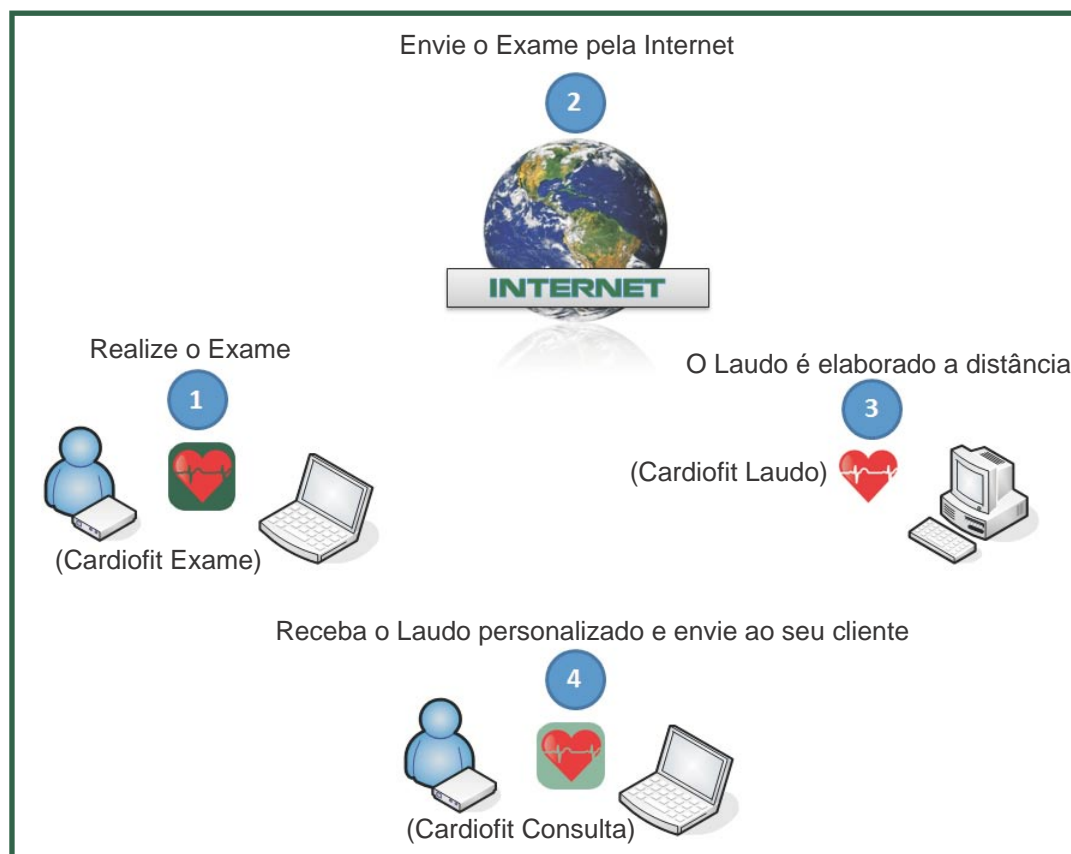 Envie o Exame pela Internet
2
INTERNET
Realize o Exame
1
(Cardiofit Exame)
O Laudo é elaborado a distância
3
(Cardiofit Laudo)
Receba o Laudo personalizado e envie ao seu cliente
4
(Cardiofit Consulta)